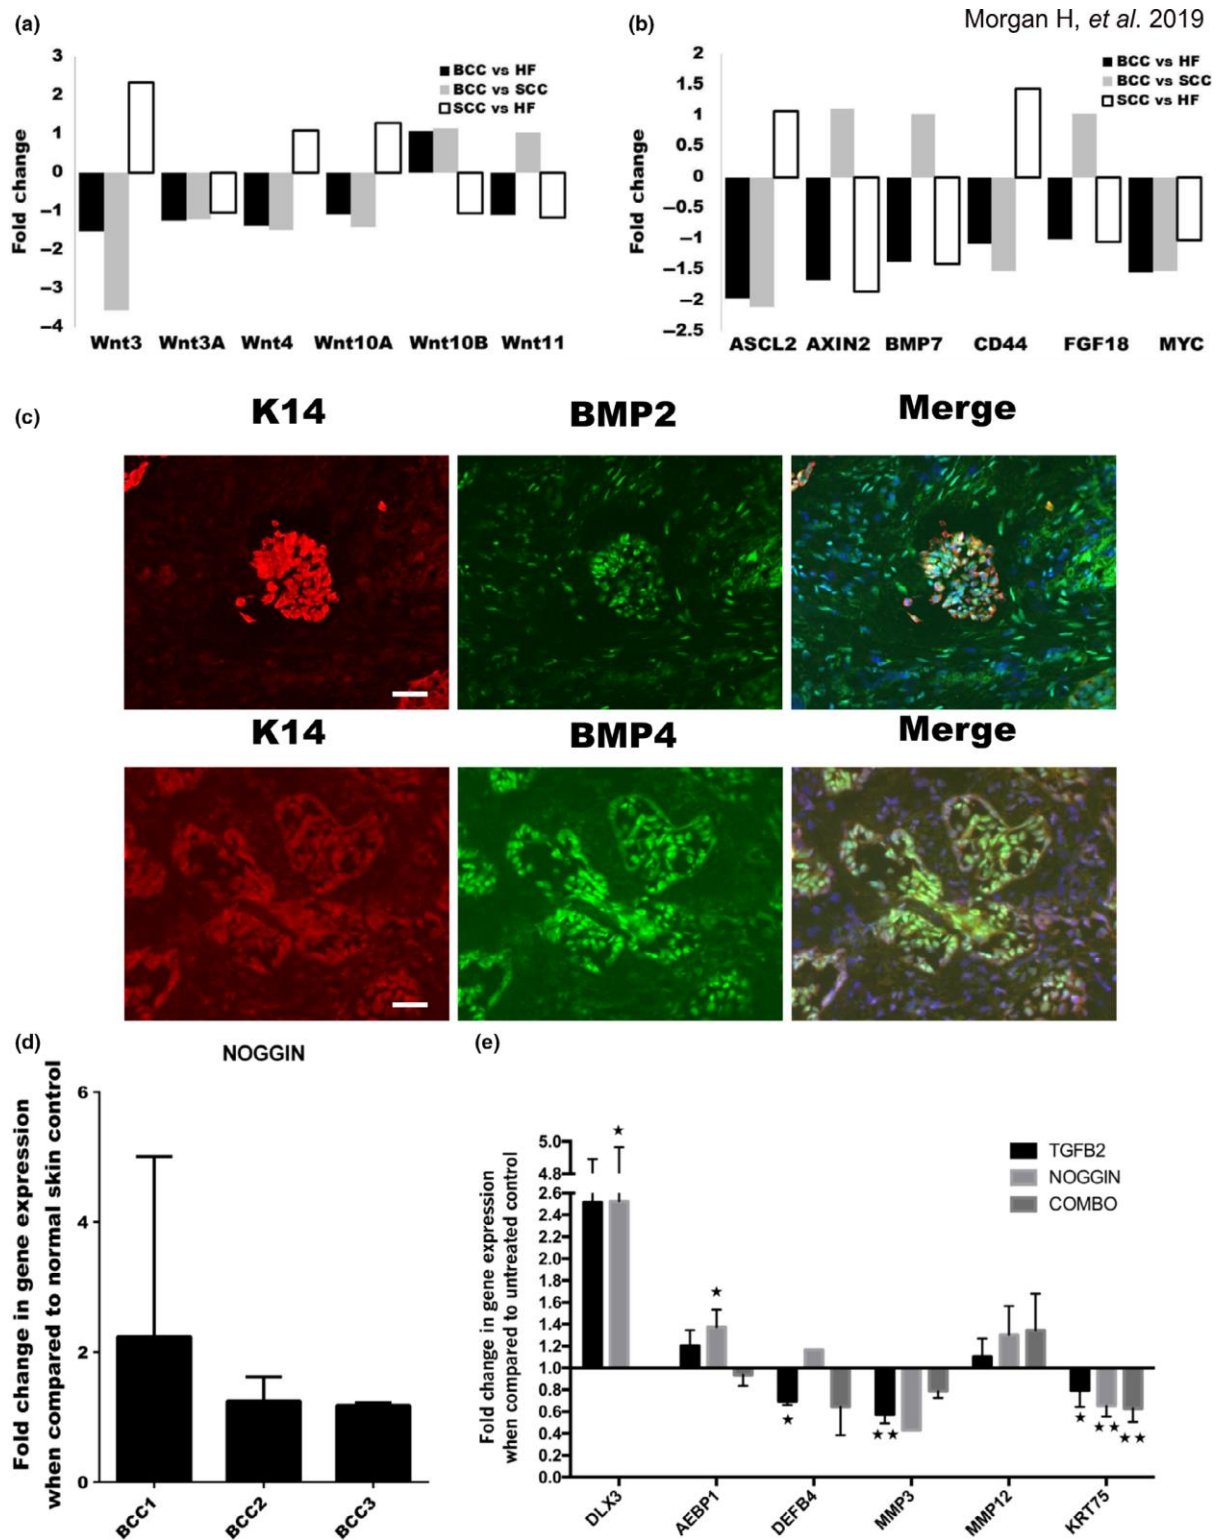 Morgan H, et al. 2019
(a)
Fold change
3
2
1
0
–1
–2
–3
–4
BCC vs HF
BCC vs SCC
SCC vs HF
Wnt3 Wnt3A Wnt4 Wnt10A Wnt10B Wnt11
(b)
Fold change
2
1.5
1
0.5
0
–0.5
–1
–1.5
–2
–2.5
BCC vs HF
BCC vs SCC
SCC vs HF
ASCL2 AXIN2 BMP7 CD44 FGF18 MYC
(c)
K14 BMP2 Merge
K14 BMP4 Merge
(d)
NOGGIN
Fold change in gene expression
when compared to normal skin control
6
4
2
0
BCC1
BCC2
BCC3
(e)
Fold change in gene expression
when compared to untreated control
5.0
4.8
2.6
2.4
2.2
2.0
1.8
1.6
1.4
1.2
1.0
0.8
0.6
0.4
0.2
0.0
TGFB2
NOGGIN
COMBO
DLX3
AEBP1
DEFB4
MMP3
MMP12
KRT75